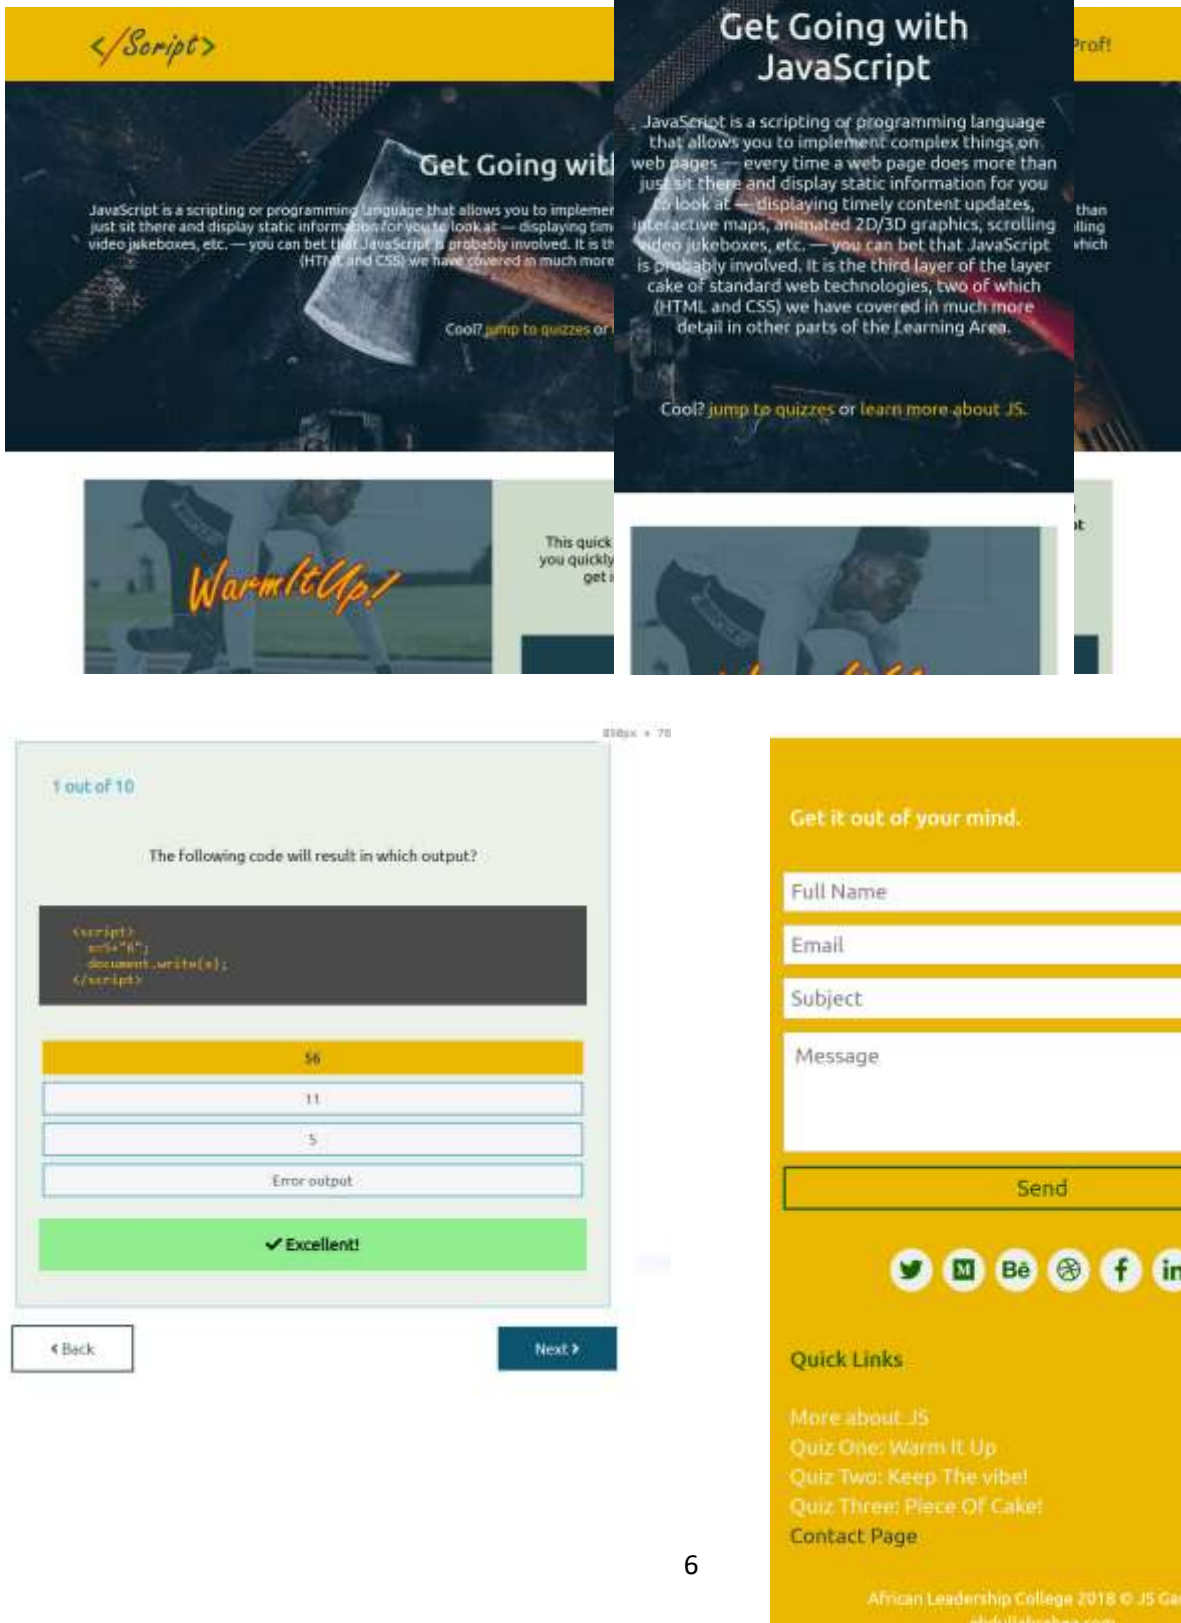 </Script>
Get Going with
JavaScript
JavaScript is a scripting or programming language
that allows you to implement complex things on
web pages — every time a web page does more than
just sit there and display static information for you
to look at — displaying timely content updates,
interactive maps, animated 2D/3D graphics, scrolling
video jukeboxes, etc. — you can bet that JavaScript
is probably involved. It is the third layer of the layer
cake of standard web technologies, two of which
(HTML and CSS) we have covered in much more
detail in other parts of the Learning Area.
Cool? jump to quizzes or learn more about JS.
Prof!
Get Going with
JavaScript is a scripting or programming language that allows you to implemen
just sit there and display static information for you to look at — displaying tim
video jukeboxes, etc. — you can bet that JavaScript is probably involved. It is th
(HTML and CSS) we have covered in much more
Cool? jump to quizzes or
than
lling
which
WarmItUp!
This quick
you quickly
get
1 out of 10
The following code will result in which output?
<script>
document.write(x);
</script>
56
11
5
Error output
✔ Excellent!
< Back
Next >
Get it out of your mind.
Full Name
Email
Subject
Message
Send
Bē
f
in
Quick Links
More about JS
Quiz One: Warm It Up
Quiz Two: Keep The vibe!
Quiz Three: Piece Of Cake!
Contact Page
African Leadership College 2018 © JS Ga
6